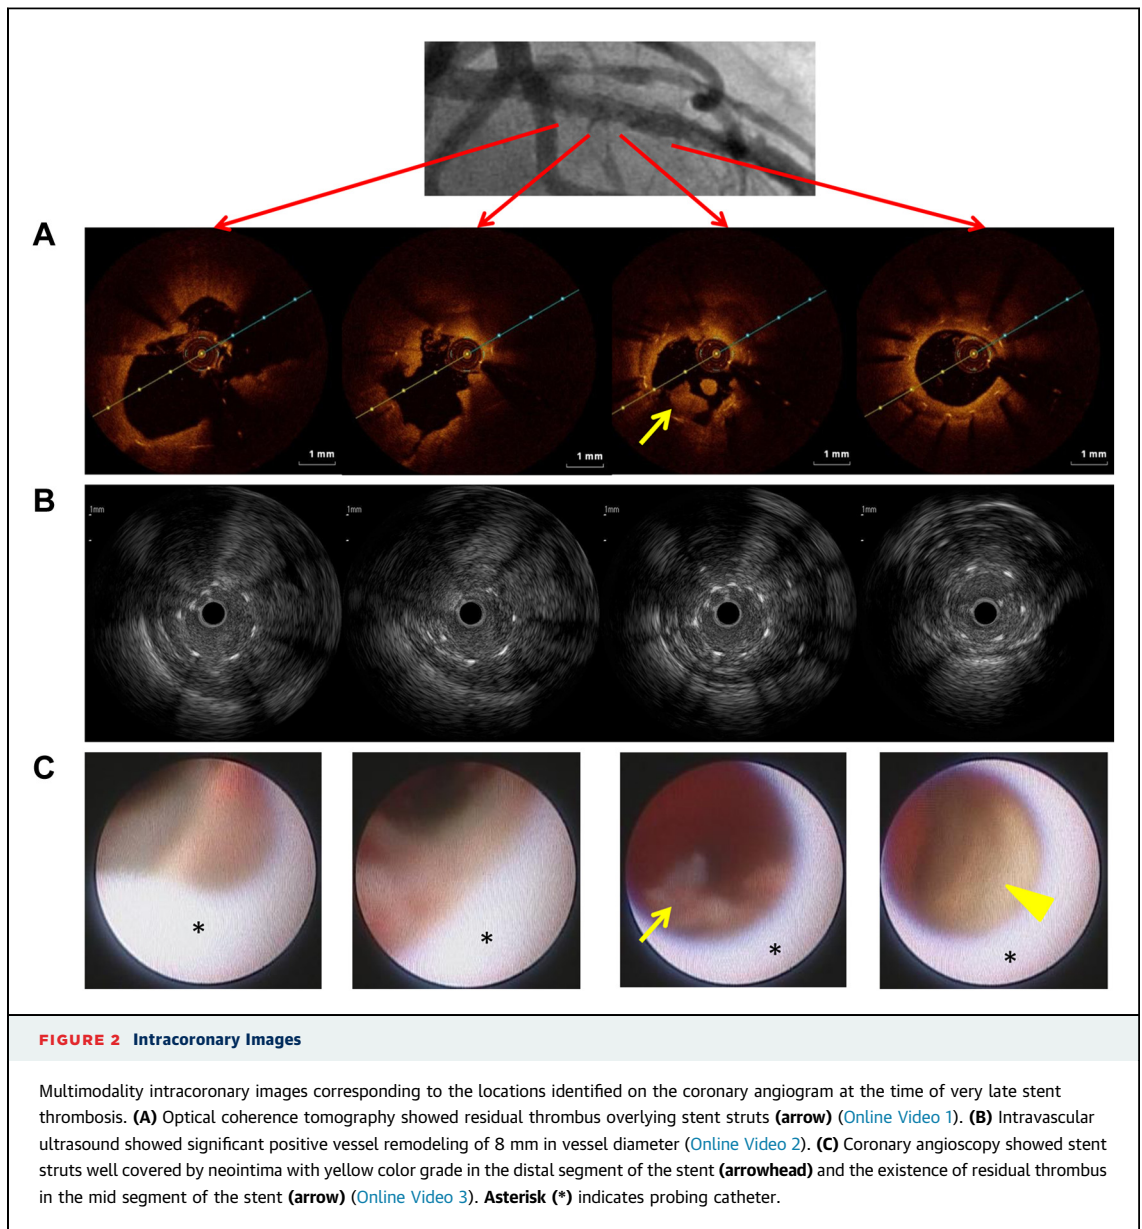 A
1 mm
1 mm
1 mm
1 mm
B
1mm
1mm
1mm
1mm
C
*
*
*
*
FIGURE 2 Intracoronary Images
Multimodality intracoronary images corresponding to the locations identified on the coronary angiogram at the time of very late stent
thrombosis. (A) Optical coherence tomography showed residual thrombus overlying stent struts (arrow) (Online Video 1). (B) Intravascular
ultrasound showed significant positive vessel remodeling of 8 mm in vessel diameter (Online Video 2). (C) Coronary angioscopy showed stent
struts well covered by neointima with yellow color grade in the distal segment of the stent (arrowhead) and the existence of residual thrombus
in the mid segment of the stent (arrow) (Online Video 3). Asterisk (*) indicates probing catheter.